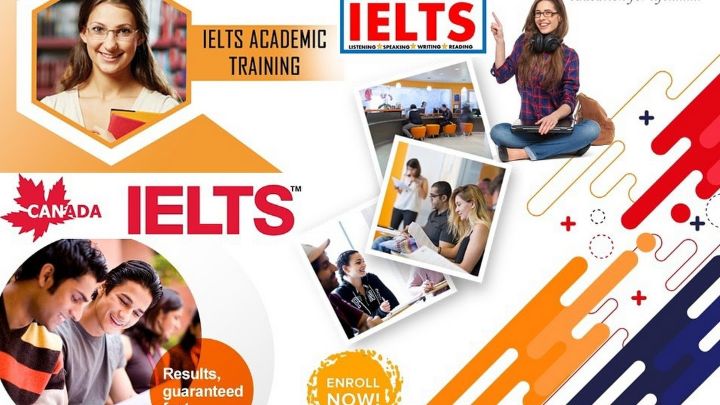 IELTS
LISTENING SPEAKING WRITING READING
IELTS ACADEMIC
TRAINING
CANADA
IELTS™
Results,
guaranteed
ENROLL
NOW!